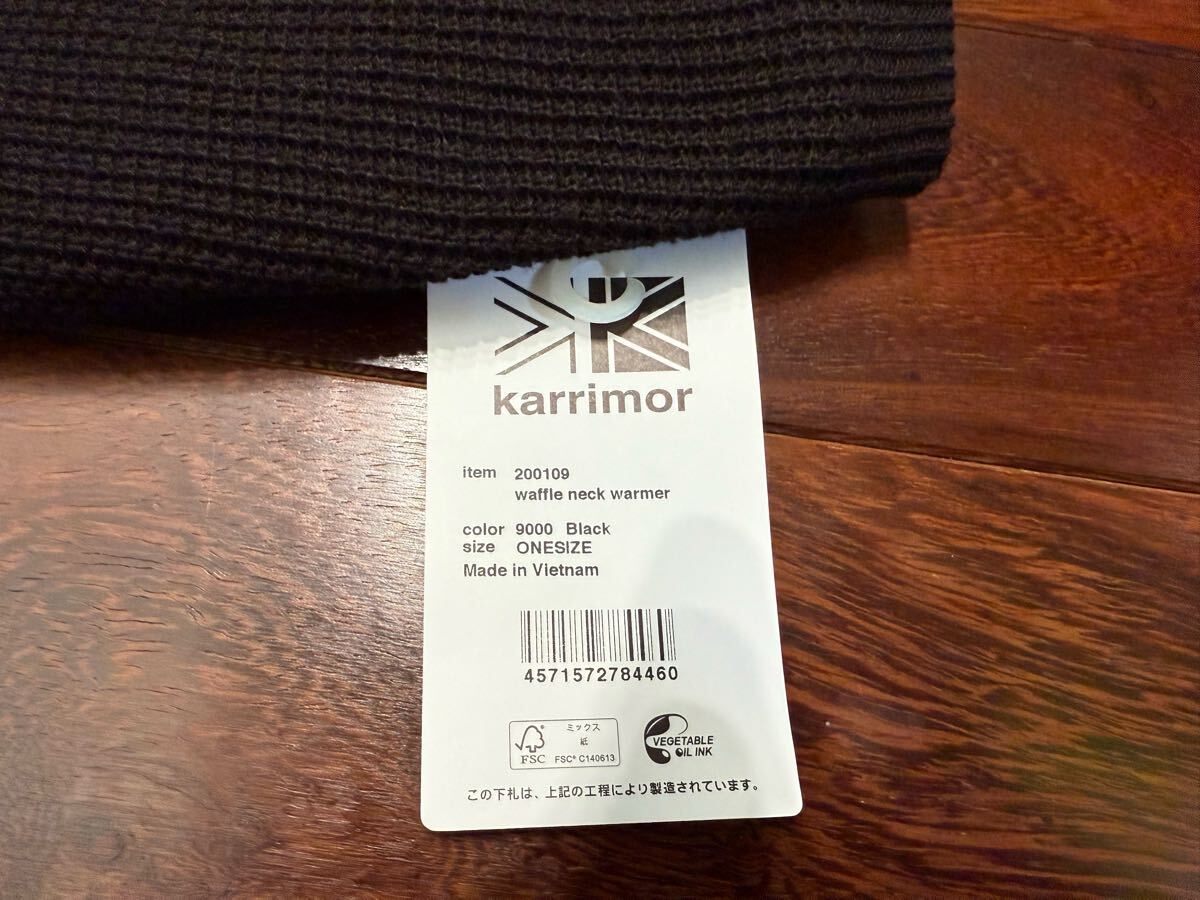 karrimor
item 200109
waffle neck warmer
color 9000 Black
size ONESIZE
Made in Vietnam
4571572784460
ミックス
紙
FSC FSC® C140613
VEGETABLE
OIL INK
この下札は、上記の工程により製造されています。